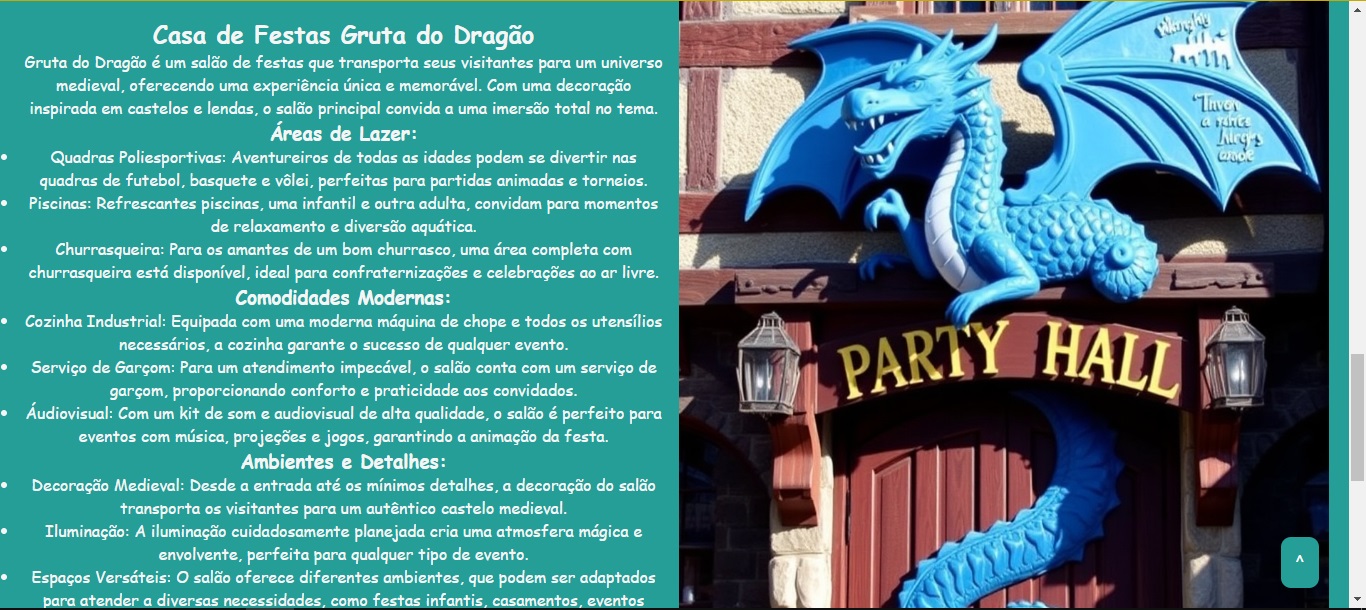 Casa de Festas Gruta do Dragão
Gruta do Dragão é um salão de festas que transporta seus visitantes para um universo
medieval, oferecendo uma experiência única e memorável. Com uma decoração
inspirada em castelos e lendas, o salão principal convida a uma imersão total no tema.
Áreas de Lazer:
Quadras Poliesportivas: Aventureiros de todas as idades podem se divertir nas
quadras de futebol, basquete e vôlei, perfeitas para partidas animadas e torneios.
Piscinas: Refrescantes piscinas, uma infantil e outra adulta, convidam para momentos
de relaxamento e diversão aquática.
Churrasqueira: Para os amantes de um bom churrasco, uma área completa com
churrasqueira está disponível, ideal para confraternizações e celebrações ao ar livre.
Comodidades Modernas:
Cozinha Industrial: Equipada com uma moderna máquina de chope e todos os utensílios
necessários, a cozinha garante o sucesso de qualquer evento.
Serviço de Garçom: Para um atendimento impecável, o salão conta com um serviço de
garçom, proporcionando conforto e praticidade aos convidados.
Áudiovisual: Com um kit de som e audiovisual de alta qualidade, o salão é perfeito para
eventos com música, projeções e jogos, garantindo a animação da festa.
Ambientes e Detalhes:
Decoração Medieval: Desde a entrada até os mínimos detalhes, a decoração do salão
transporta os visitantes para um autêntico castelo medieval.
Iluminação: A iluminação cuidadosamente planejada cria uma atmosfera mágica e
envolvente, perfeita para qualquer tipo de evento.
Espaços Versáteis: O salão oferece diferentes ambientes, que podem ser adaptados
para atender a diversas necessidades, como festas infantis, casamentos, eventos
PARTY HALL
^